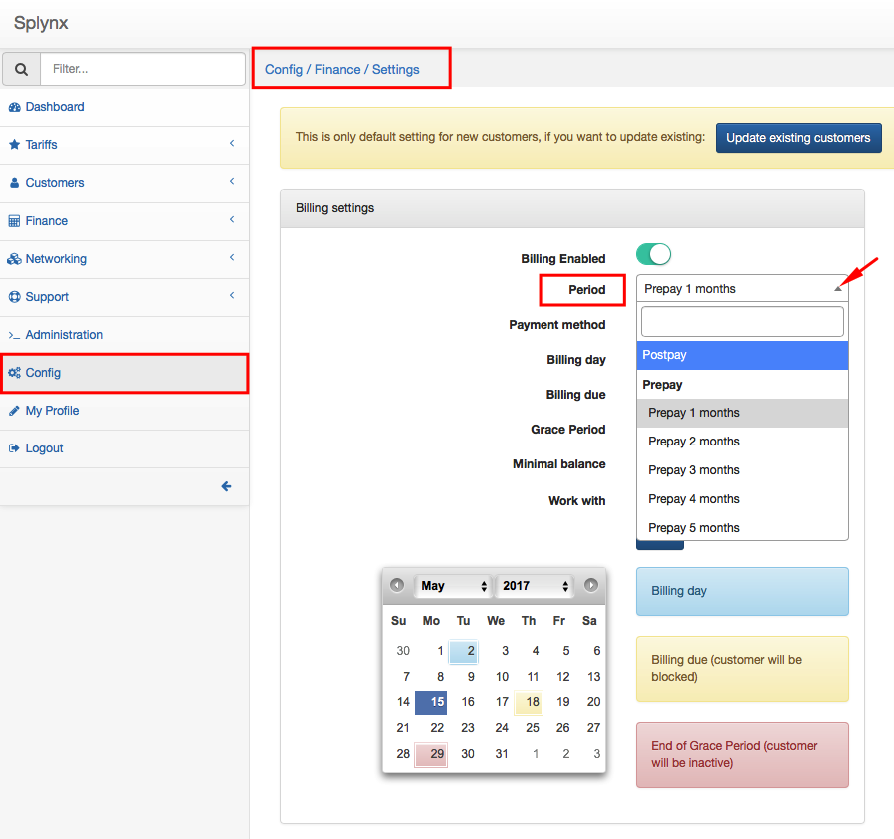 Splynx
Filter...
Config / Finance / Settings
Dashboard
Tariffs
Customers
Finance
Networking
Support
Administration
Config
My Profile
Logout
This is only default setting for new customers, if you want to update existing:
Update existing customers
Billing settings
Billing Enabled
Period
Prepay 1 months
Payment method
Billing day
Postpay
Billing due
Prepay
Prepay 1 months
Grace Period
Prepay 2 months
Minimal balance
Prepay 3 months
Work with
Prepay 4 months
Prepay 5 months
May 2017
Su Mo Tu We Th Fr Sa
30 1 2 3 4 5 6
7 8 9 10 11 12 13
14 15 16 17 18 19 20
21 22 23 24 25 26 27
28 29 30 31 1 2 3
Billing day
Billing due (customer will be
blocked)
End of Grace Period (customer
will be inactive)